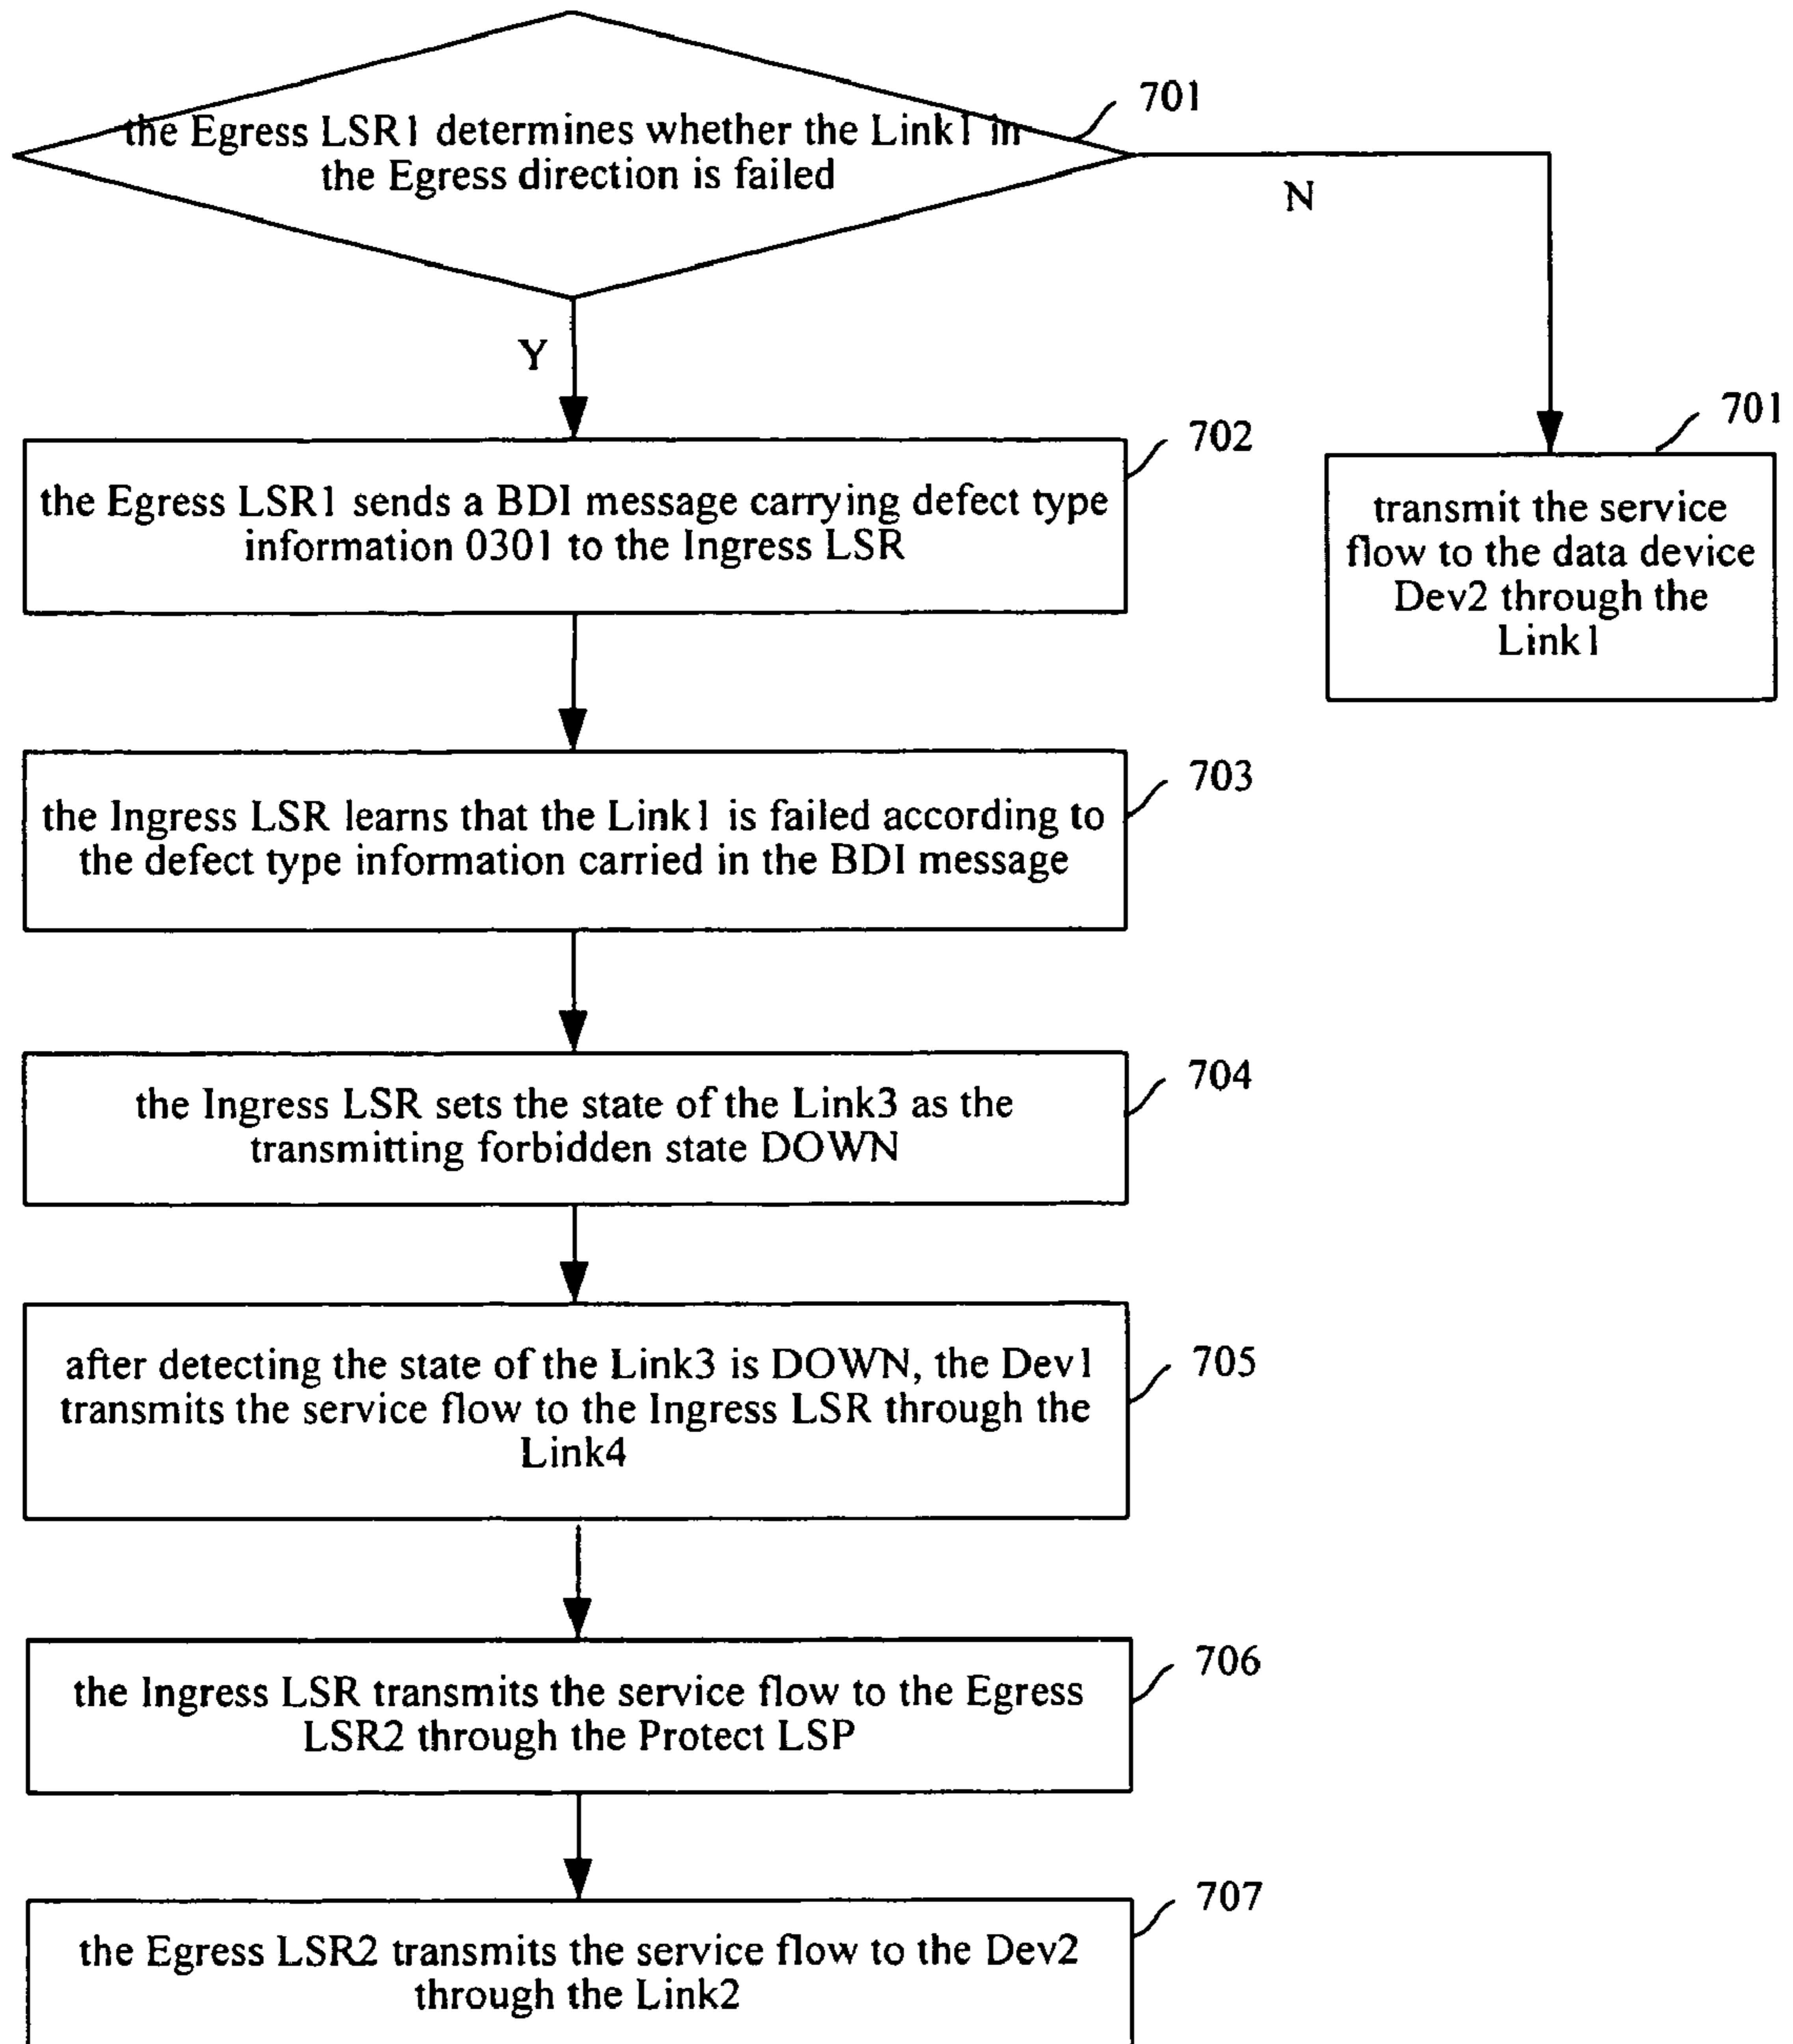 701
the Egress LSR1 determines whether the Link1 in
the Egress direction is failed
N
Y
701
transmit the service
flow to the data device
Dev2 through the
Link1
702
the Egress LSR1 sends a BDI message carrying defect type
information 0301 to the Ingress LSR
703
the Ingress LSR learns that the Link1 is failed according to
the defect type information carried in the BDI message
704
the Ingress LSR sets the state of the Link3 as the
transmitting forbidden state DOWN
705
after detecting the state of the Link3 is DOWN, the Dev1
transmits the service flow to the Ingress LSR through the
Link4
706
the Ingress LSR transmits the service flow to the Egress
LSR2 through the Protect LSP
707
the Egress LSR2 transmits the service flow to the Dev2
through the Link2